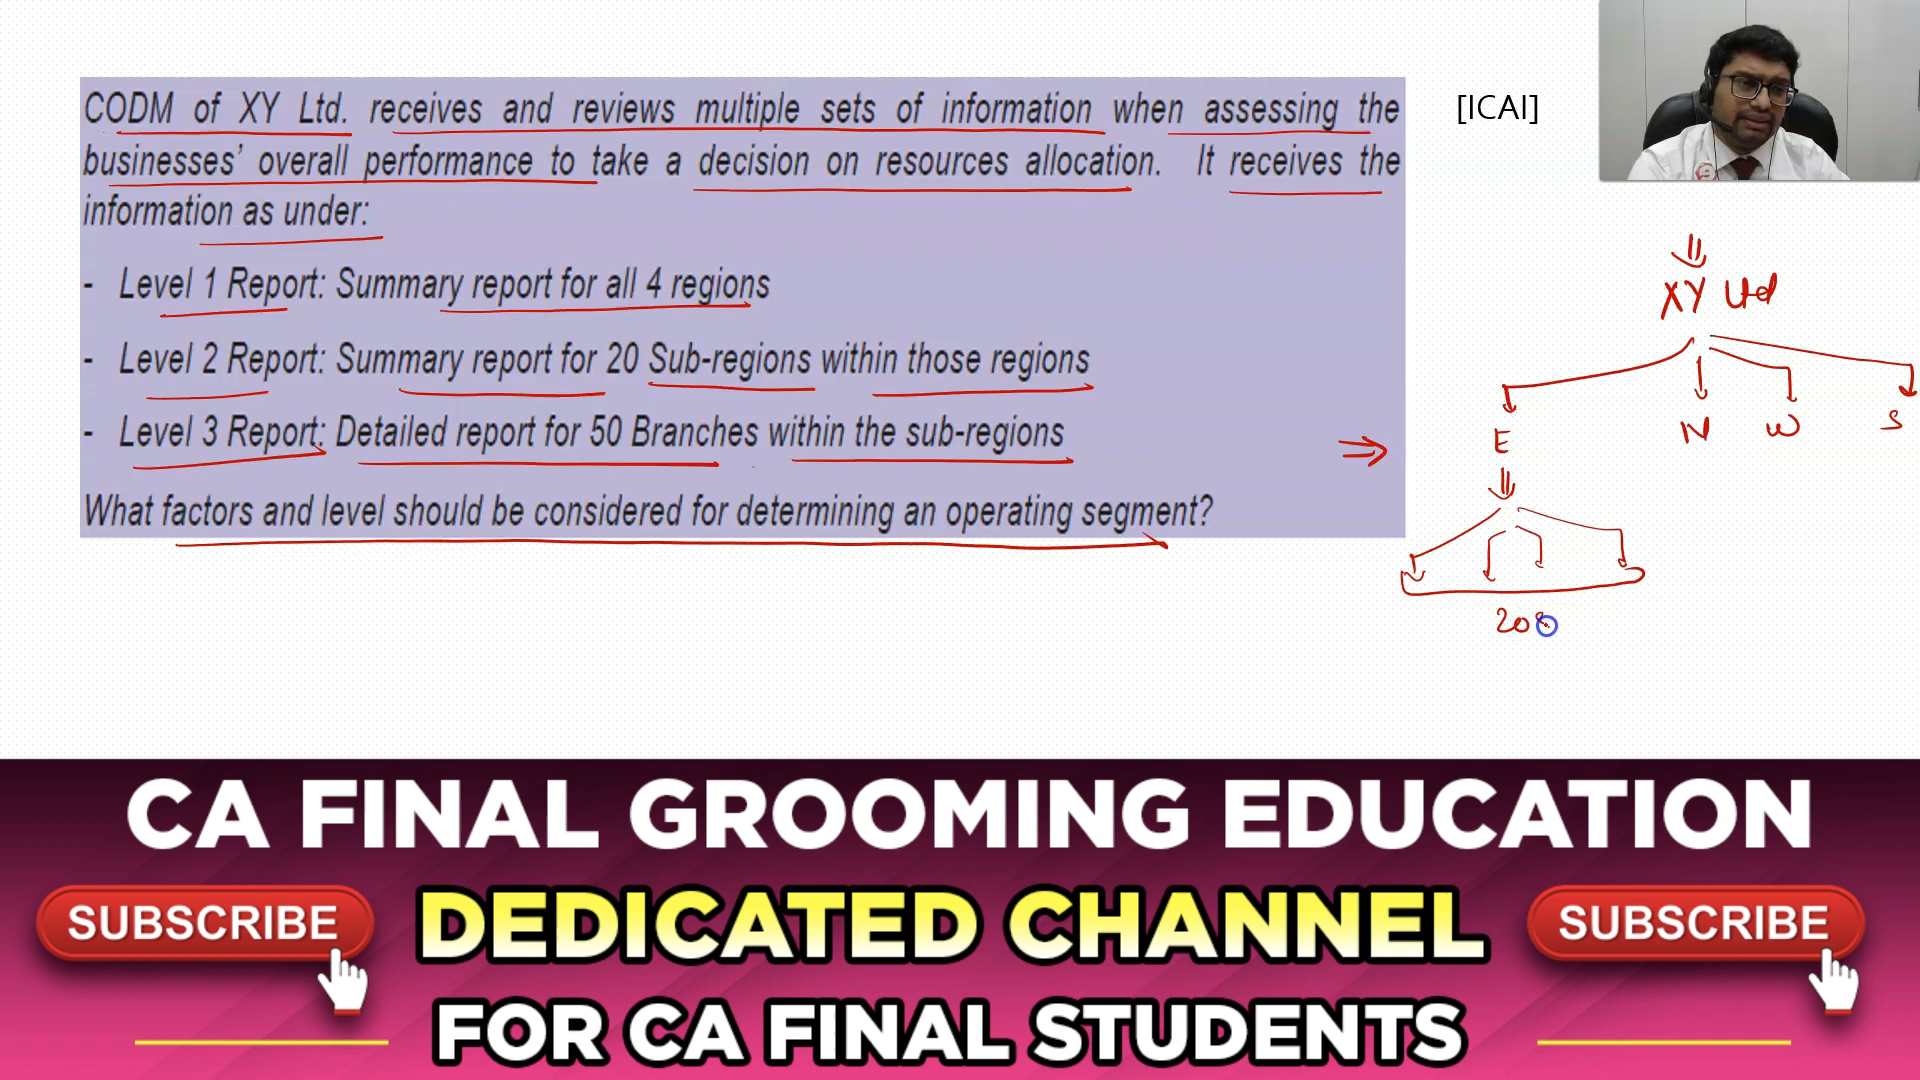 CODM of XY Ltd. receives and reviews multiple sets of information when assessing the
businesses' overall performance to take a decision on resources allocation. It receives the
information as under:
- Level 1 Report: Summary report for all 4 regions
- Level 2 Report: Summary report for 20 Sub-regions within those regions
- Level 3 Report: Detailed report for 50 Branches within the sub-regions
What factors and level should be considered for determining an operating segment?
[ICAI]
XY Ltd
E N W S
20
CA FINAL GROOMING EDUCATION
SUBSCRIBE DEDICATED CHANNEL SUBSCRIBE
FOR CA FINAL STUDENTS